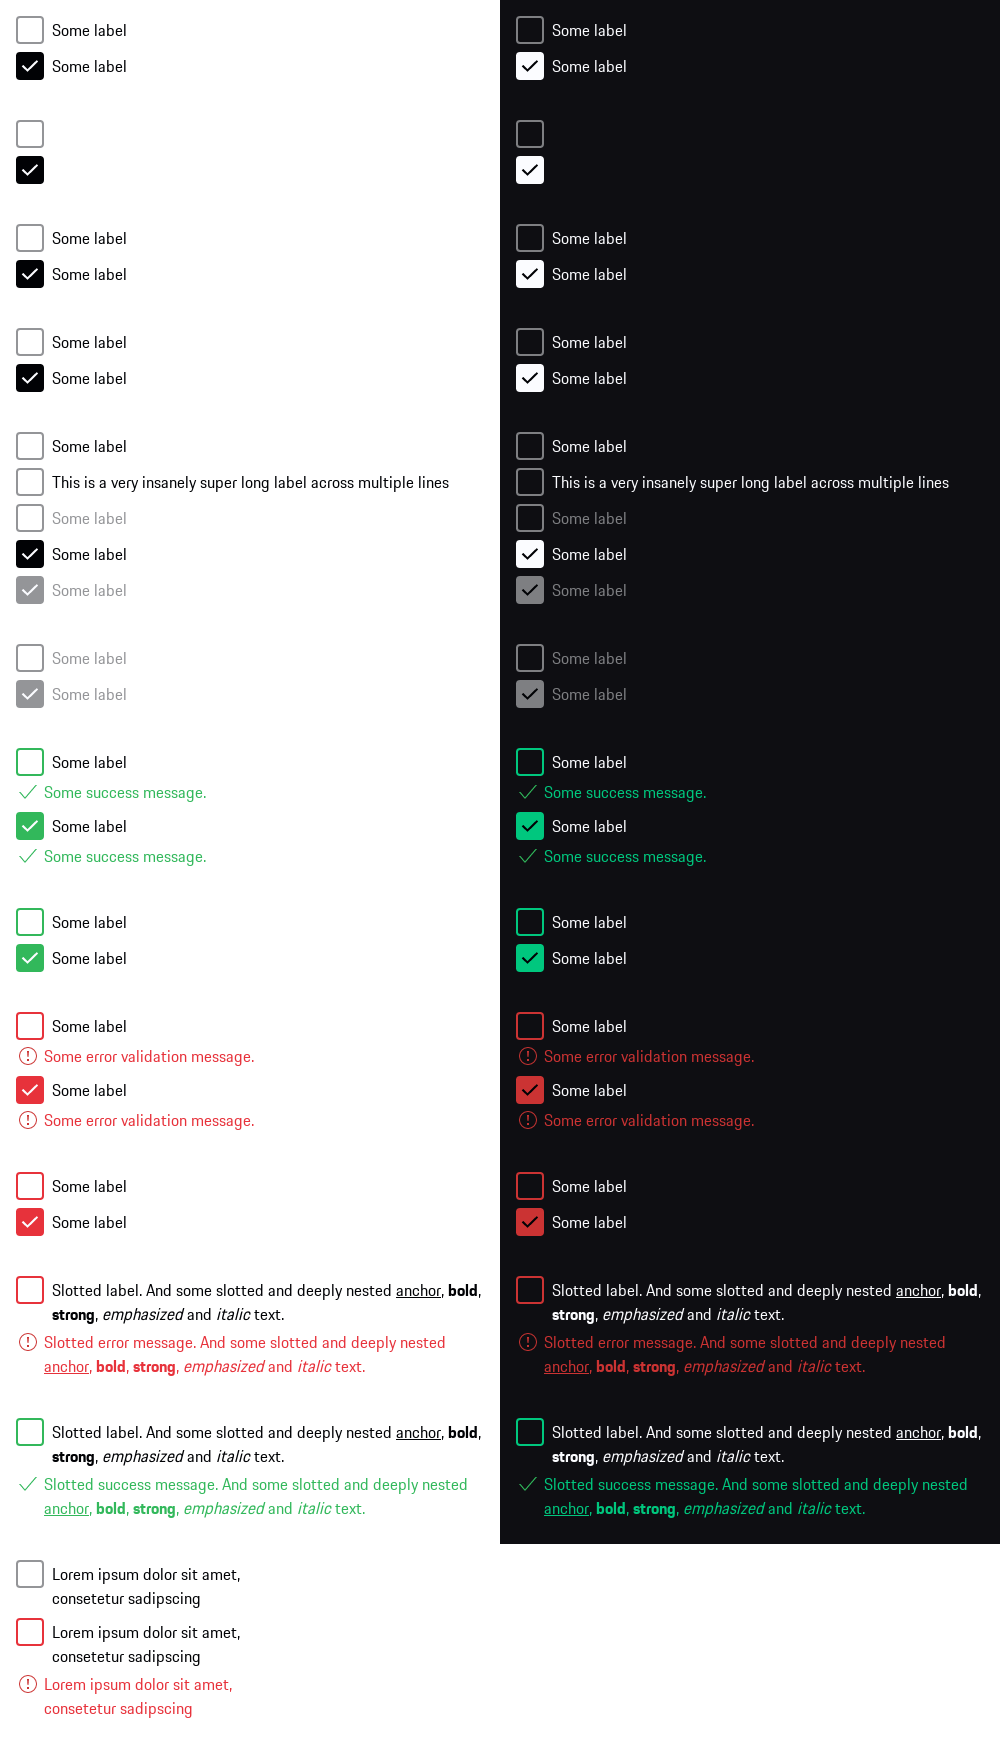 Some label
Some label
Some label
Some label
Some label
Some label
Some label
This is a very insanely super long label across multiple lines
Some label
Some label
Some label
Some label
Some label
Some label
Some success message.
Some label
Some success message.
Some label
Some label
Some label
Some error validation message.
Some label
Some error validation message.
Some label
Some label
Slotted label. And some slotted and deeply nested anchor, bold,
strong, emphasized and italic text.
Slotted error message. And some slotted and deeply nested
anchor, bold, strong, emphasized and italic text.
Slotted label. And some slotted and deeply nested anchor, bold,
strong, emphasized and italic text.
Slotted success message. And some slotted and deeply nested
anchor, bold, strong, emphasized and italic text.
Lorem ipsum dolor sit amet,
consetetur sadipscing
Lorem ipsum dolor sit amet,
consetetur sadipscing
Lorem ipsum dolor sit amet,
consetetur sadipscing
Some label
Some label
Some label
Some label
Some label
Some label
Some label
This is a very insanely super long label across multiple lines
Some label
Some label
Some label
Some label
Some label
Some label
Some success message.
Some label
Some success message.
Some label
Some label
Some label
Some error validation message.
Some label
Some error validation message.
Some label
Some label
Slotted label. And some slotted and deeply nested anchor, bold,
strong, emphasized and italic text.
Slotted error message. And some slotted and deeply nested
anchor, bold, strong, emphasized and italic text.
Slotted label. And some slotted and deeply nested anchor, bold,
strong, emphasized and italic text.
Slotted success message. And some slotted and deeply nested
anchor, bold, strong, emphasized and italic text.